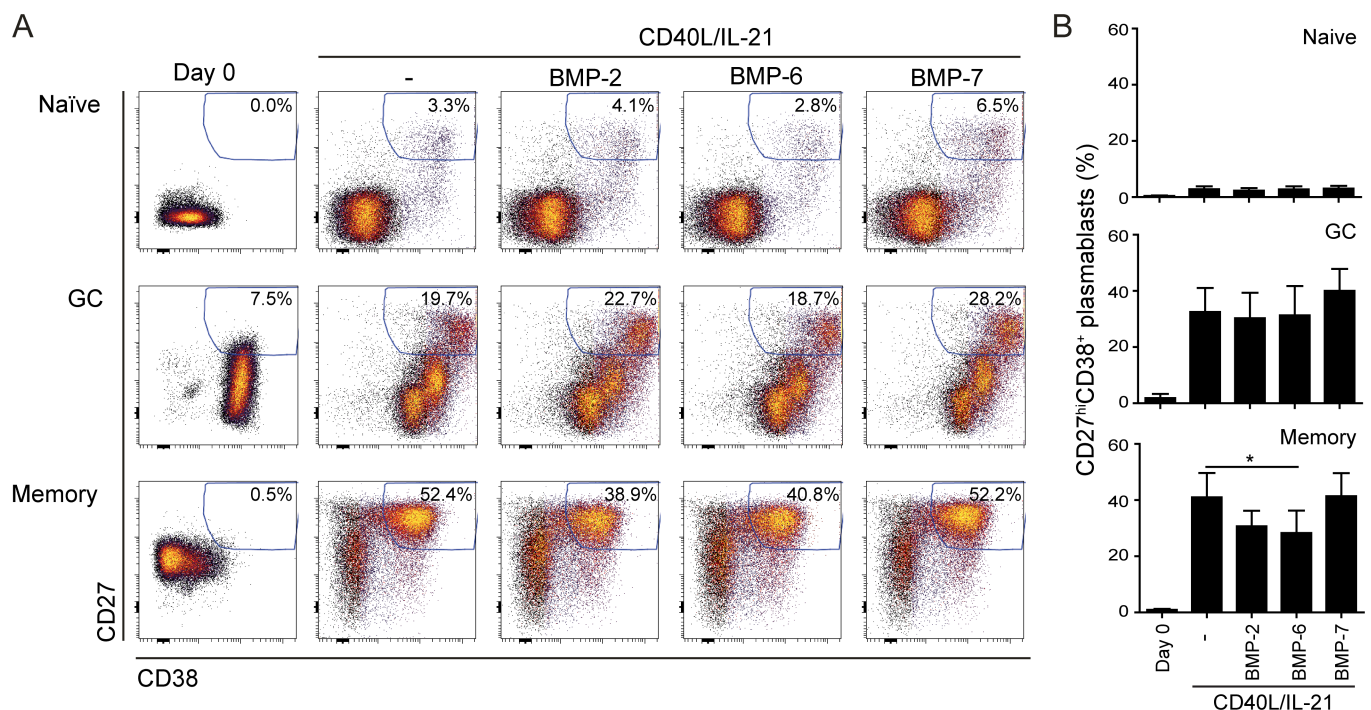 A
CD40L/IL-21
Day 0
-
BMP-2
BMP-6
BMP-7
Naïve
0.0%
3.3%
4.1%
2.8%
6.5%
GC
7.5%
19.7%
22.7%
18.7%
28.2%
Memory
0.5%
52.4%
38.9%
40.8%
52.2%
CD27
CD38
B
CD27hiCD38+ plasmablasts (%)
Naive
60
40
20
0
GC
60
40
20
0
Memory
60
40
20
0
*
Day 0
-
BMP-2
BMP-6
BMP-7
CD40L/IL-21